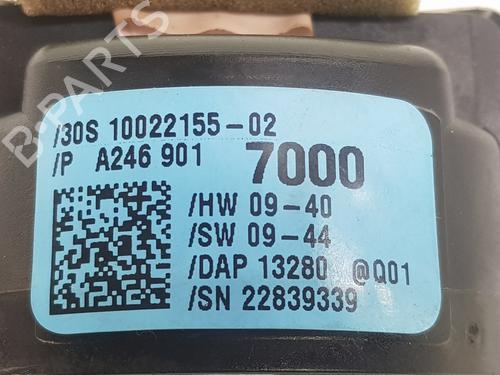 /30S 10022155-02
/P A246 901 7000
/HW 09-40
/SW 09-44
/DAP 13280 @Q01
/SN 22839339
B-PARTS